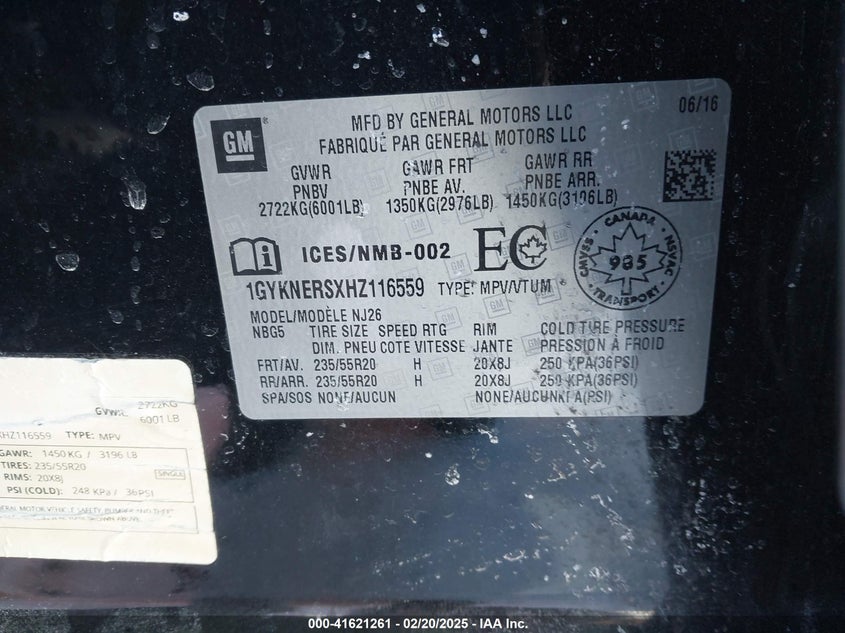 06/16
GM
MFD BY GENERAL MOTORS LLC
FABRIQUÉ PAR GENERAL MOTORS LLC
GVWR GAWR FRT GAWR RR
PNBV PNBE AV. PNBE ARR.
2722KG(6001LB) 1350KG(2976LB) 1450KG(3196LB)
ICES/NMB-002 EC
CANADA
CMVSS NSVAC
985
TRANSPORT
1GYKNERSXHZ116559 TYPE: MPV/VTUM
MODEL/MODÈLE NJ26
NBG5 TIRE SIZE SPEED RTG RIM COLD TIRE PRESSURE
DIM. PNEU COTE VITESSE JANTE PRESSION À FROID
FRT/AV. 235/55R20 H 20X8J 250 KPA(36PSI)
RR/ARR. 235/55R20 H 20X8J 250 KPA(36PSI)
SPA/SOS NONE/AUCUN NONE/AUCUN KPA(PSI)
GVWR: 2722KG
6001 LB
XHZ116559 TYPE: MPV
GAWR: 1450 KG / 3196 LB
TIRES: 235/55R20
RIMS: 20X8J SINGLE
PSI (COLD): 248 KPa / 36PSI
000-41621261 - 02/20/2025 - IAA Inc.